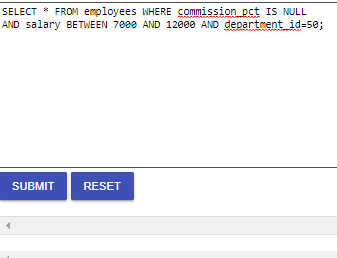 SELECT * FROM employees WHERE commission_pct IS NULL
AND salary BETWEEN 7000 AND 12000 AND department_id=50;
SUBMIT RESET